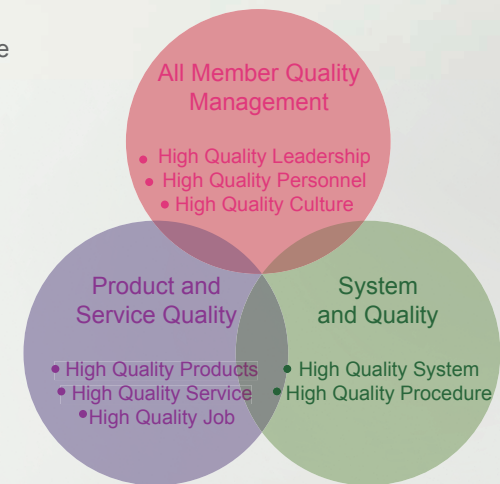 e
All Member Quality
Management
• High Quality Leadership
• High Quality Personnel
• High Quality Culture
Product and
Service Quality
• High Quality Products
• High Quality Service
•High Quality Job
System
and Quality
• High Quality System
• High Quality Procedure